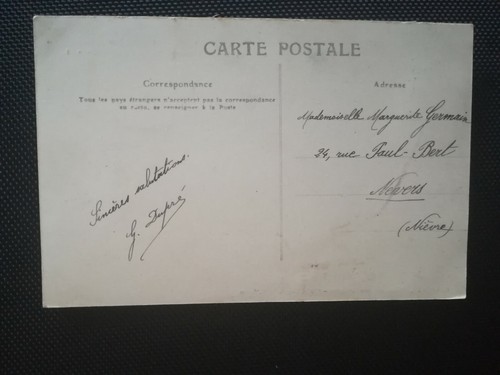 CARTE POSTALE
Correspondance
Tous les pays étrangers n'acceptent pas la correspondance
au recto, se renseigner à la Poste
Sincères salutations.
G. Dupré
Adresse
Mademoiselle Marguerite Germain
24, rue Paul-Bert
Nevers
(Nièvre)